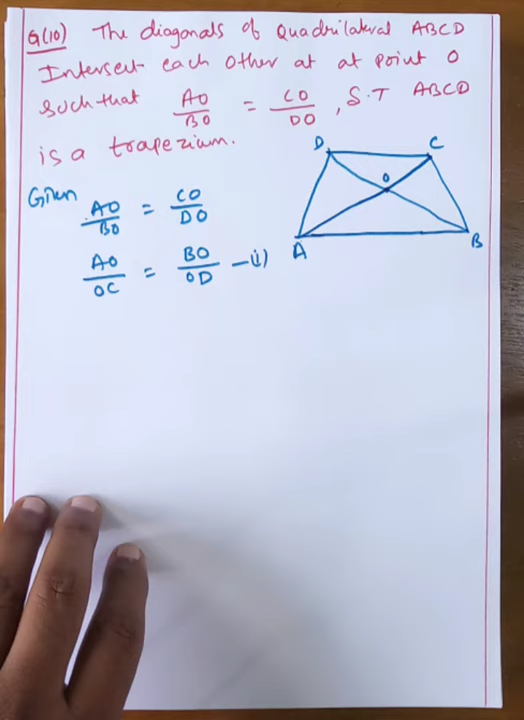 Q(10) The diagonals of Quadrilateral ABCD
Intersect each other at at point O
such that AO/BO = CO/DO , S.T ABCD
is a trapezium.
D C
O
A B
Given AO/BO = CO/DO
AO/OC = BO/OD —(i)